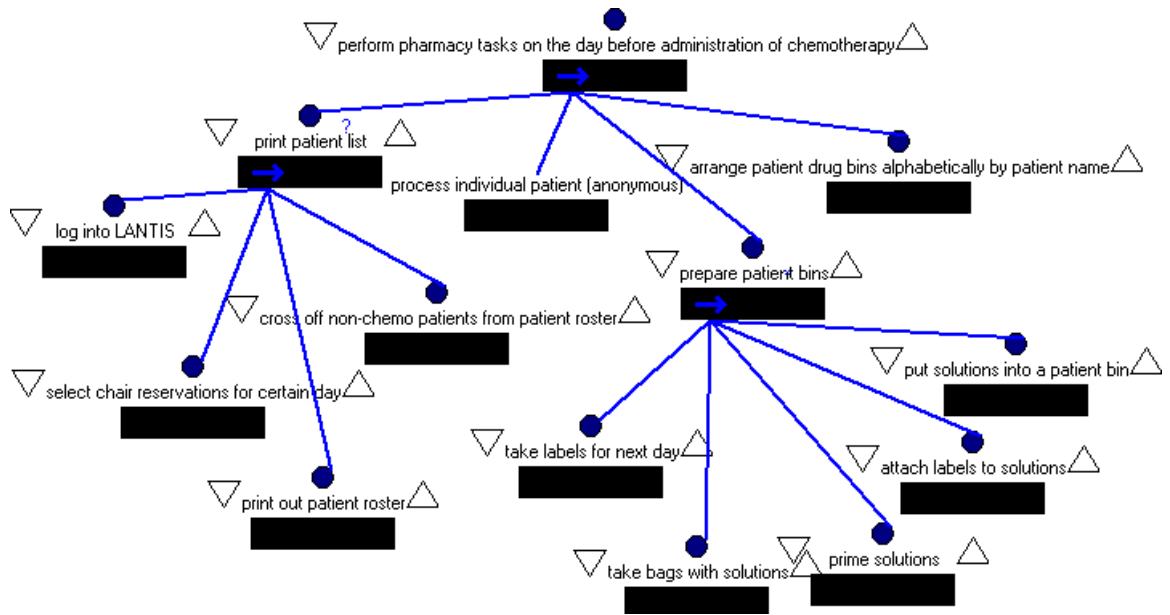 perform pharmacy tasks on the day before administration of chemotherapy
?
print patient list
arrange patient drug bins alphabetically by patient name
process individual patient (anonymous)
log into LANTIS
prepare patient bins
cross off non-chemo patients from patient roster
put solutions into a patient bin
select chair reservations for certain day
take labels for next day
attach labels to solutions
print out patient roster
take bags with solutions
prime solutions